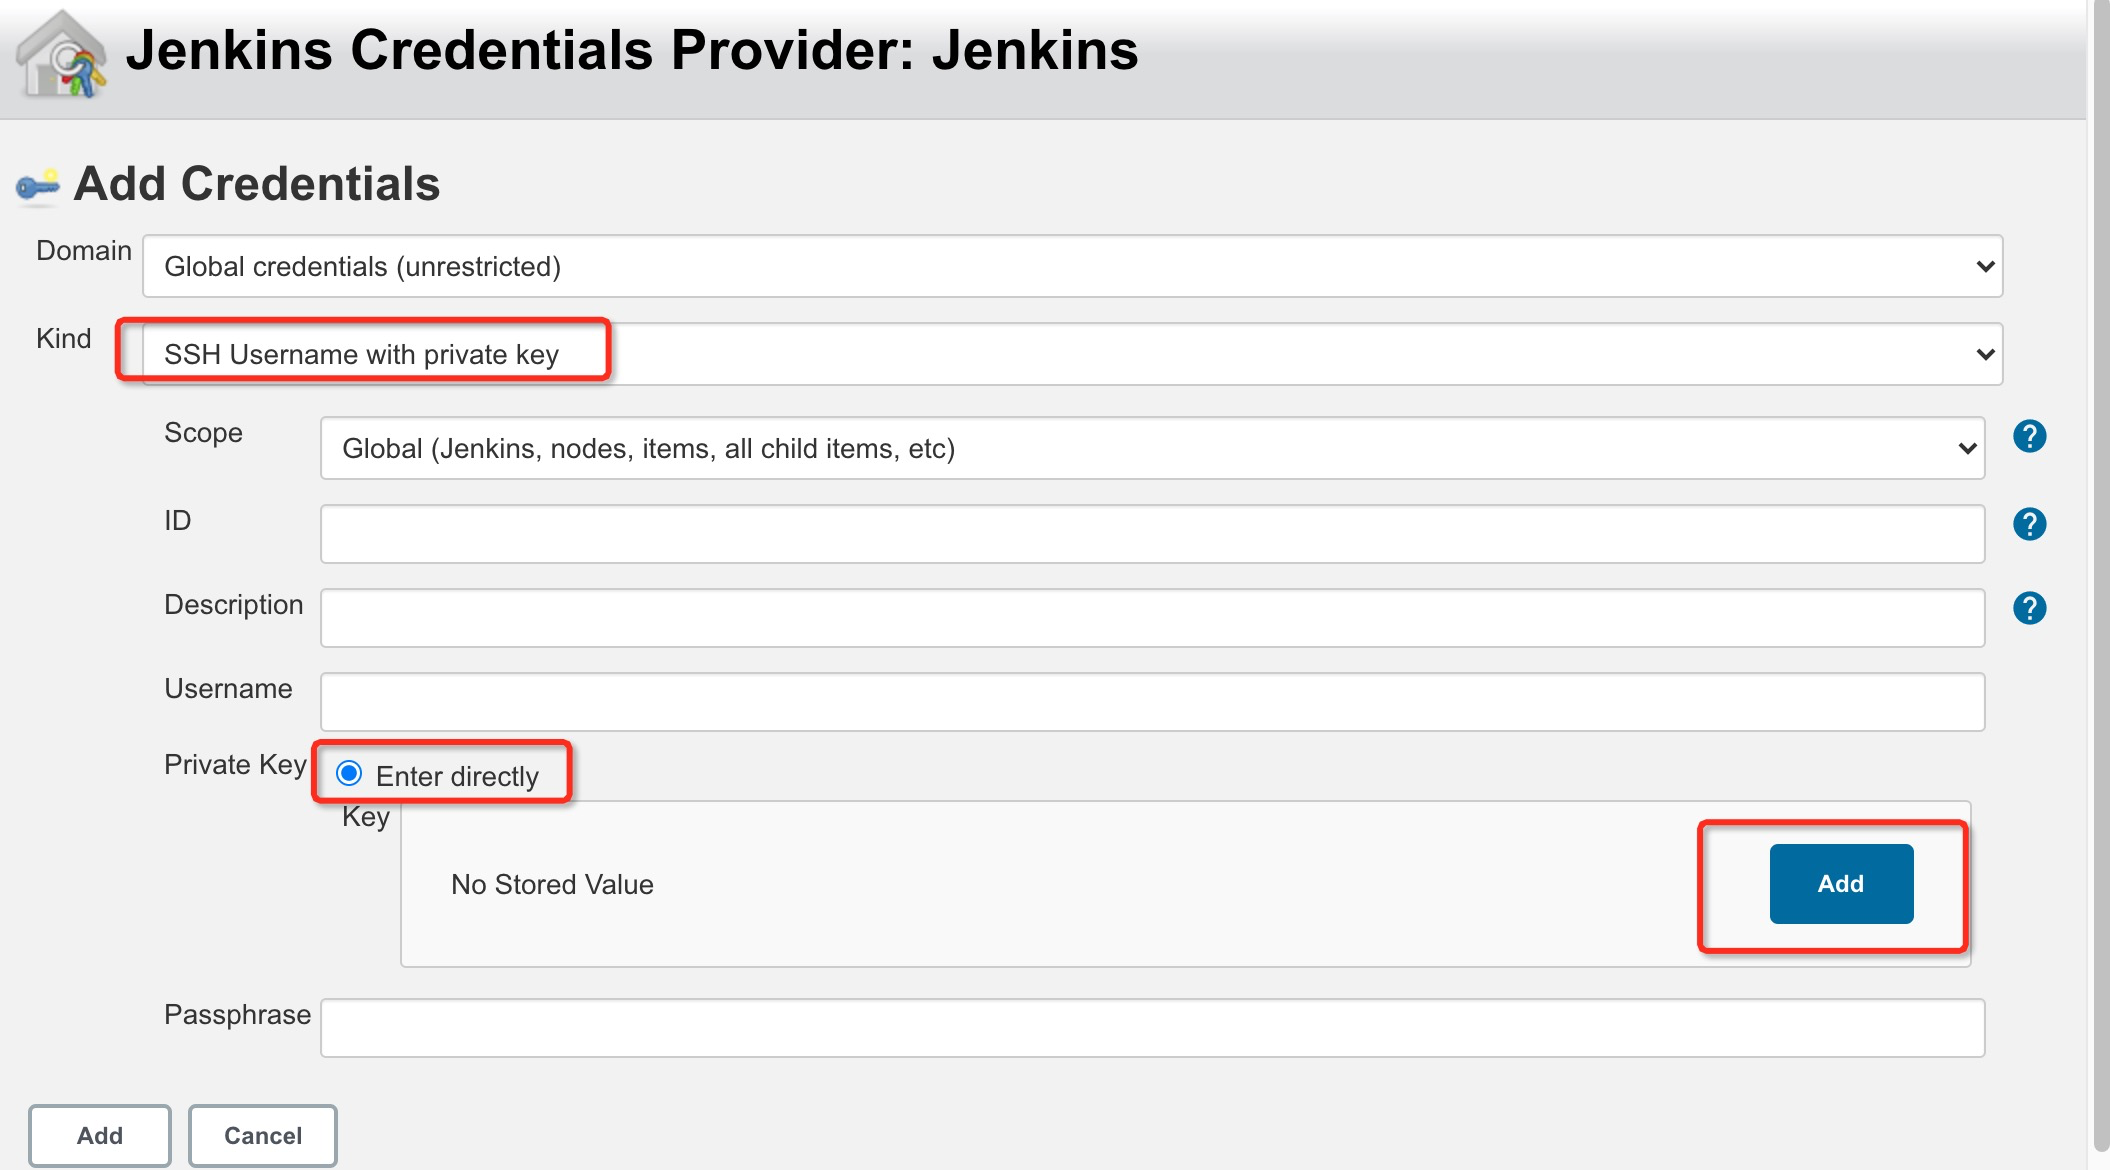 Jenkins Credentials Provider: Jenkins
Add Credentials
Domain
Global credentials (unrestricted)
Kind
SSH Username with private key
Scope
Global (Jenkins, nodes, items, all child items, etc)
?
ID
?
Description
?
Username
Private Key
Enter directly
Key
No Stored Value
Add
Passphrase
Add
Cancel